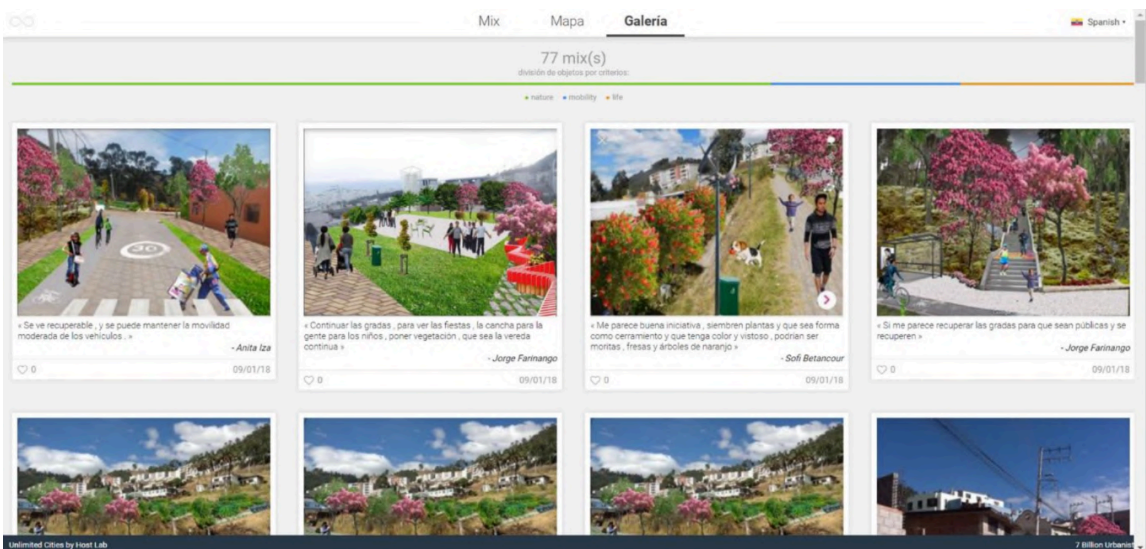 Mix
Mapa
Galería
Spanish
77 mix(s)
división de objetos por criterios:
nature
mobility
life
30
« Se ve recuperable , y se puede mantener la movilidad
moderada de los vehículos . »
- Anita Iza
0
09/01/18
« Continuar las gradas , para ver las fiestas , la cancha para la
gente para los niños , poner vegetación , que sea la vereda
continua »
- Jorge Farinango
0
09/01/18
« Me parece buena iniciativa , siembren plantas y que sea forma
como cerramiento y que tenga color y vistoso , podrían ser
moritas , fresas y árboles de naranjo »
- Sofi Betancour
0
09/01/18
« Si me parece recuperar las gradas para que sean públicas y se
recuperen »
- Jorge Farinango
0
09/01/18
Unlimited Cities by Host Lab
7 Billion Urbanist